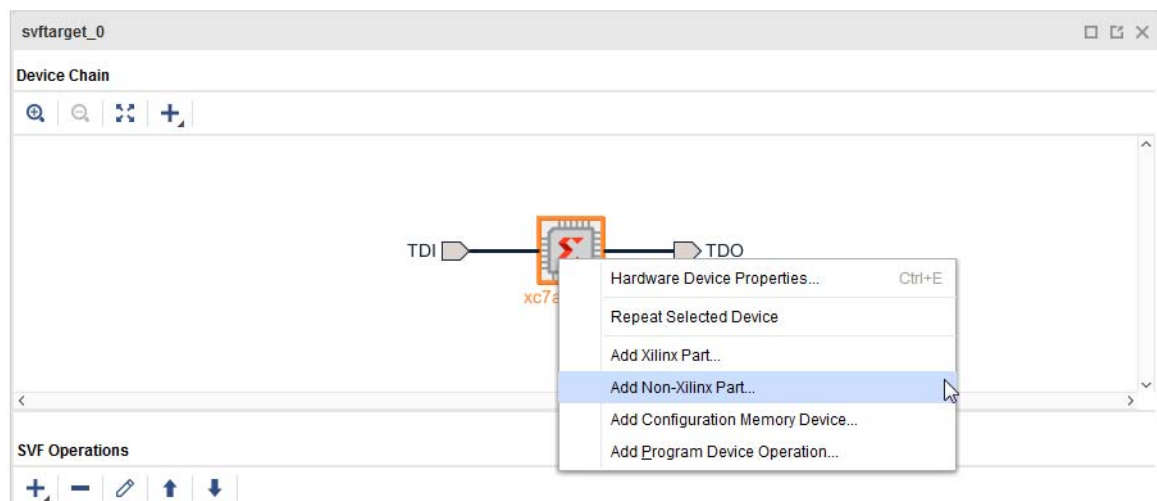 svftarget_0
Device Chain
TDI
TDO
xc7a
Hardware Device Properties... Ctrl+E
Repeat Selected Device
Add Xilinx Part...
Add Non-Xilinx Part...
Add Configuration Memory Device...
Add Program Device Operation...
SVF Operations